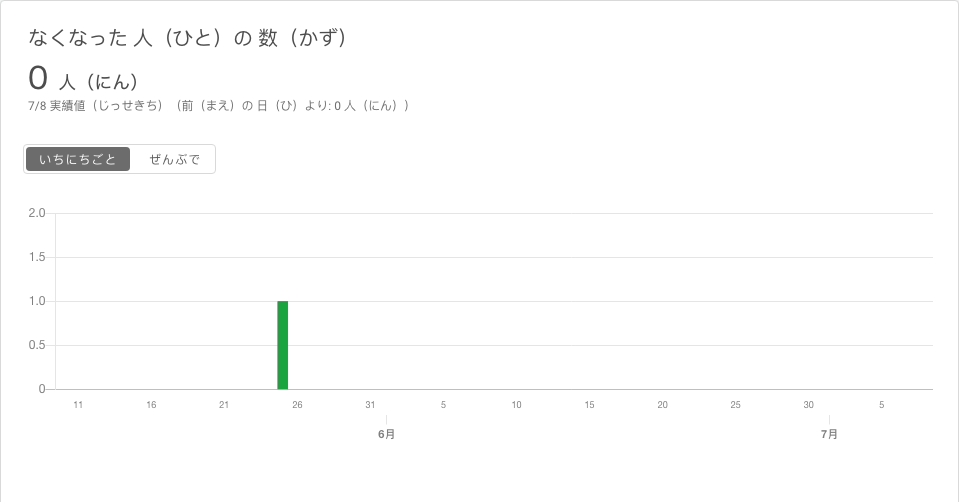 なくなった 人（ひと）の 数（かず）
0 人（にん）
7/8 実績値（じっせきち）（前（まえ）の 日（ひ）より: 0 人（にん））
いちにちごと ぜんぶで
2.0
1.5
1.0
0.5
0
11 16 21 26 31 5 10 15 20 25 30 5
6月 7月